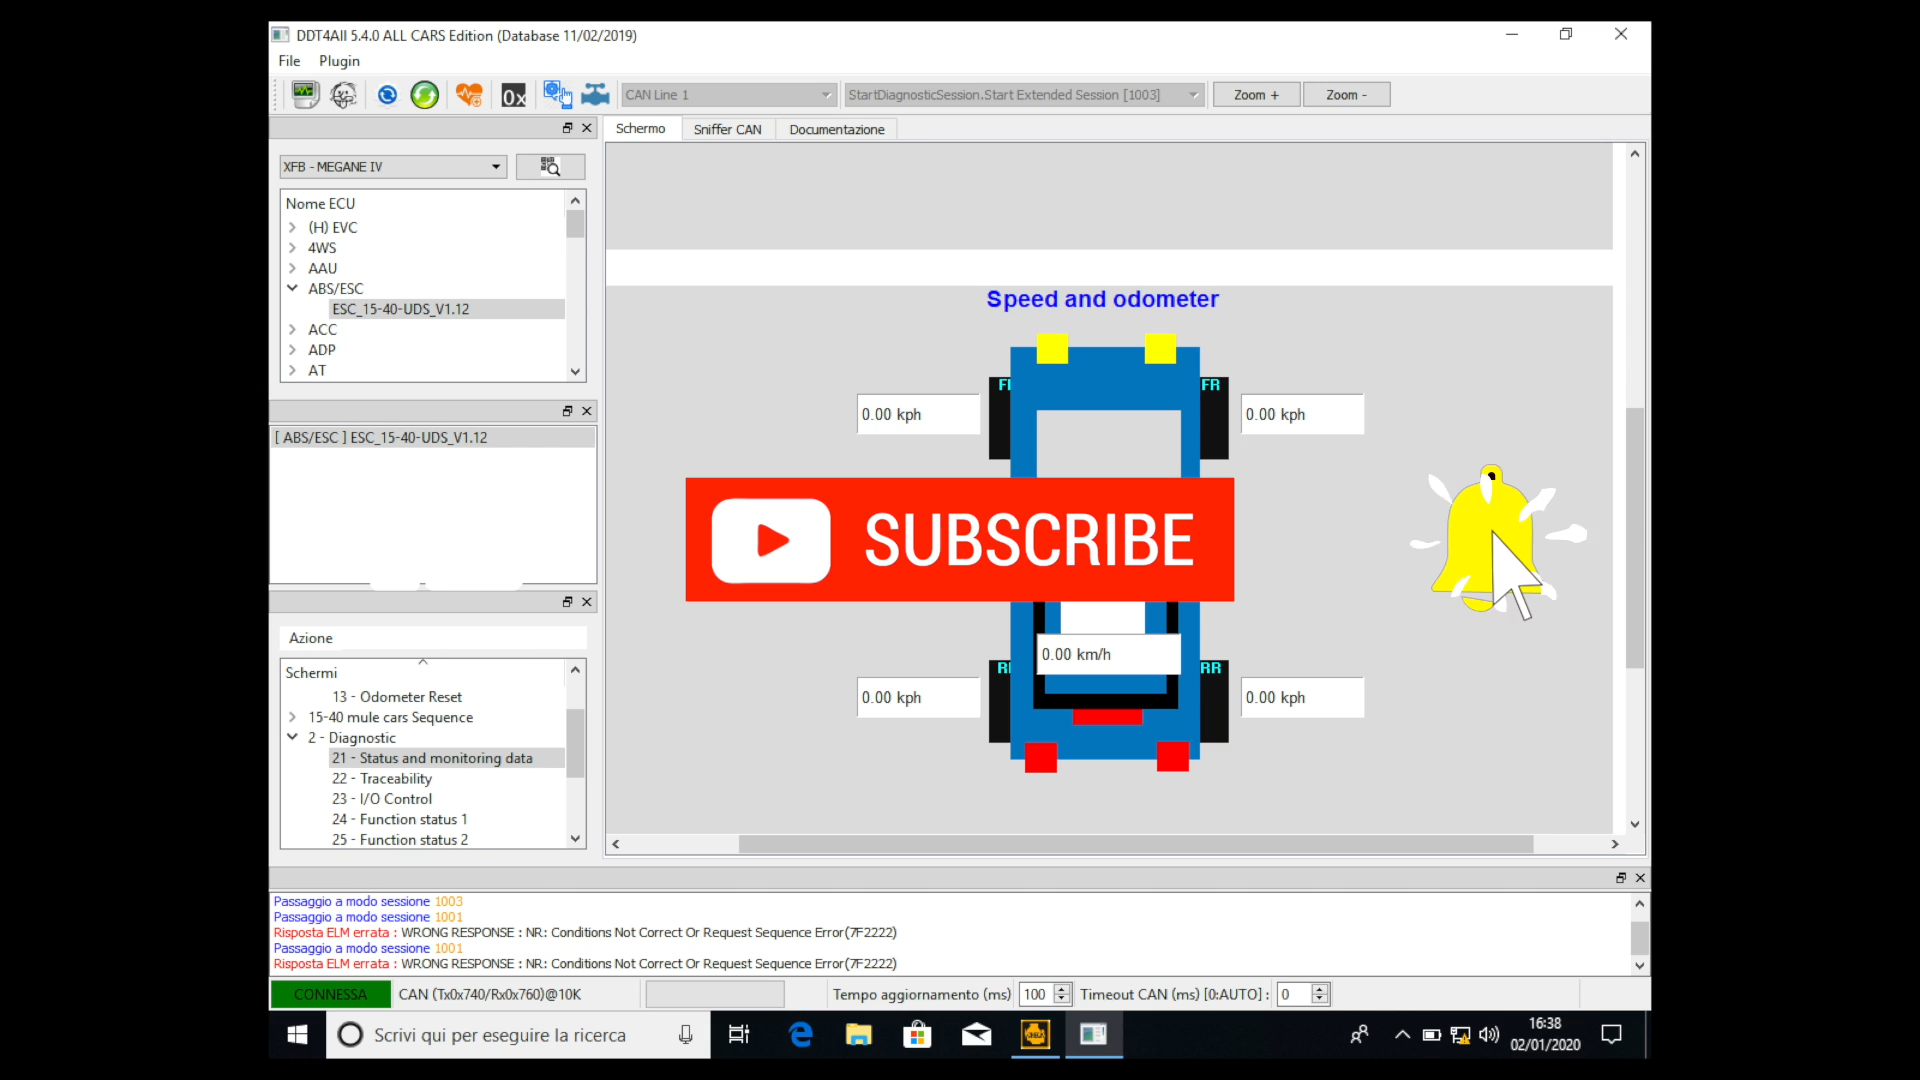 DDT4All 5.4.0 ALL CARS Edition (Database 11/02/2019)
File Plugin
0x CAN Line 1 StartDiagnosticSession.Start Extended Session [1003] Zoom + Zoom -
Schermo Sniffer CAN Documentazione
XFB - MEGANE IV
Nome ECU
(H) EVC
4WS
AAU
ABS/ESC
ESC_15-40-UDS_V1.12
ACC
ADP
AT
[ ABS/ESC ] ESC_15-40-UDS_V1.12
Azione
Schermi
13 - Odometer Reset
15-40 mule cars Sequence
2 - Diagnostic
21 - Status and monitoring data
22 - Traceability
23 - I/O Control
24 - Function status 1
25 - Function status 2
Speed and odometer
FR
0.00 kph 0.00 kph
SUBSCRIBE
0.00 km/h
RR
0.00 kph 0.00 kph
Passaggio a modo sessione 1003
Passaggio a modo sessione 1001
Risposta ELM errata : WRONG RESPONSE : NR: Conditions Not Correct Or Request Sequence Error(7F2222)
Passaggio a modo sessione 1001
Risposta ELM errata : WRONG RESPONSE : NR: Conditions Not Correct Or Request Sequence Error(7F2222)
CONNESSA CAN (Tx0x740/Rx0x760)@10K Tempo aggiornamento (ms) 100 Timeout CAN (ms) [0:AUTO] : 0
Scrivi qui per eseguire la ricerca
16:38
02/01/2020